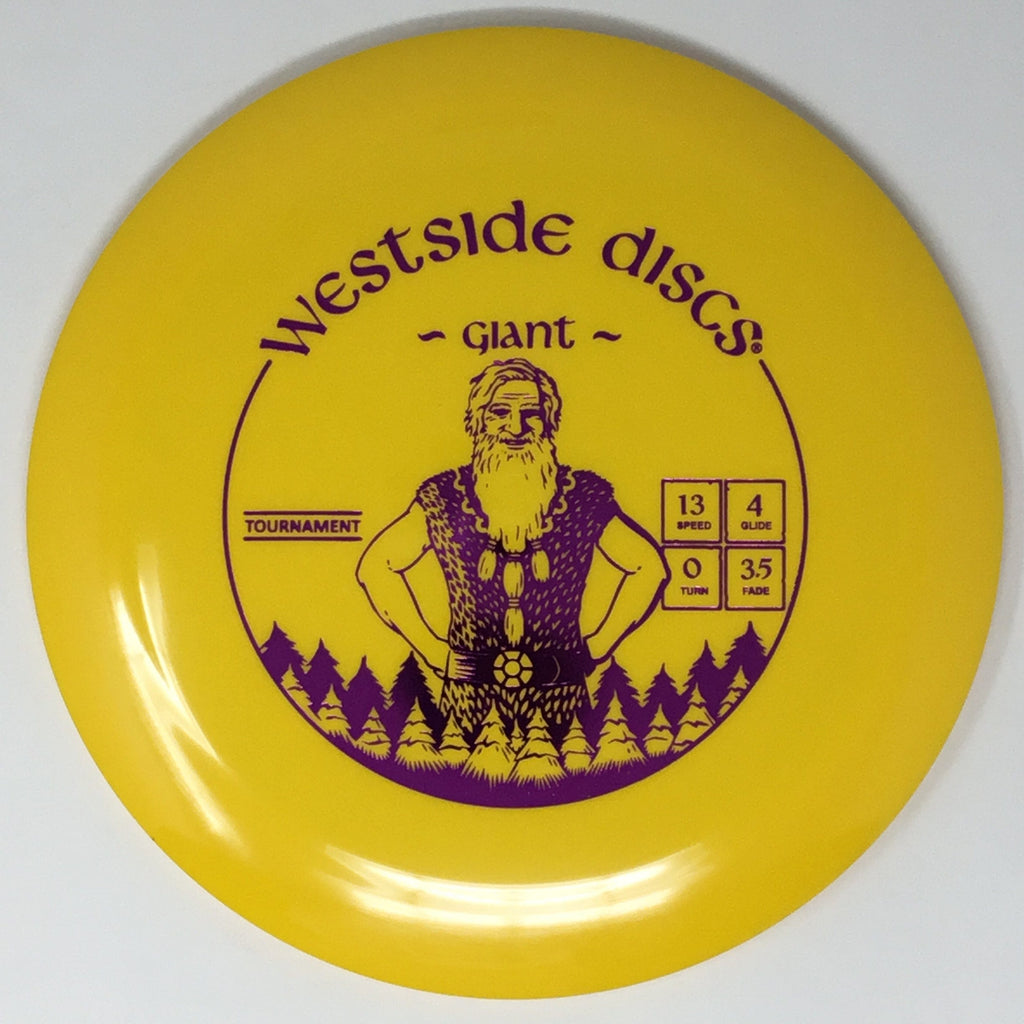 Westside Discs®
~ Giant ~
TOURNAMENT
13 4
SPEED GLIDE
0 3.5
TURN FADE